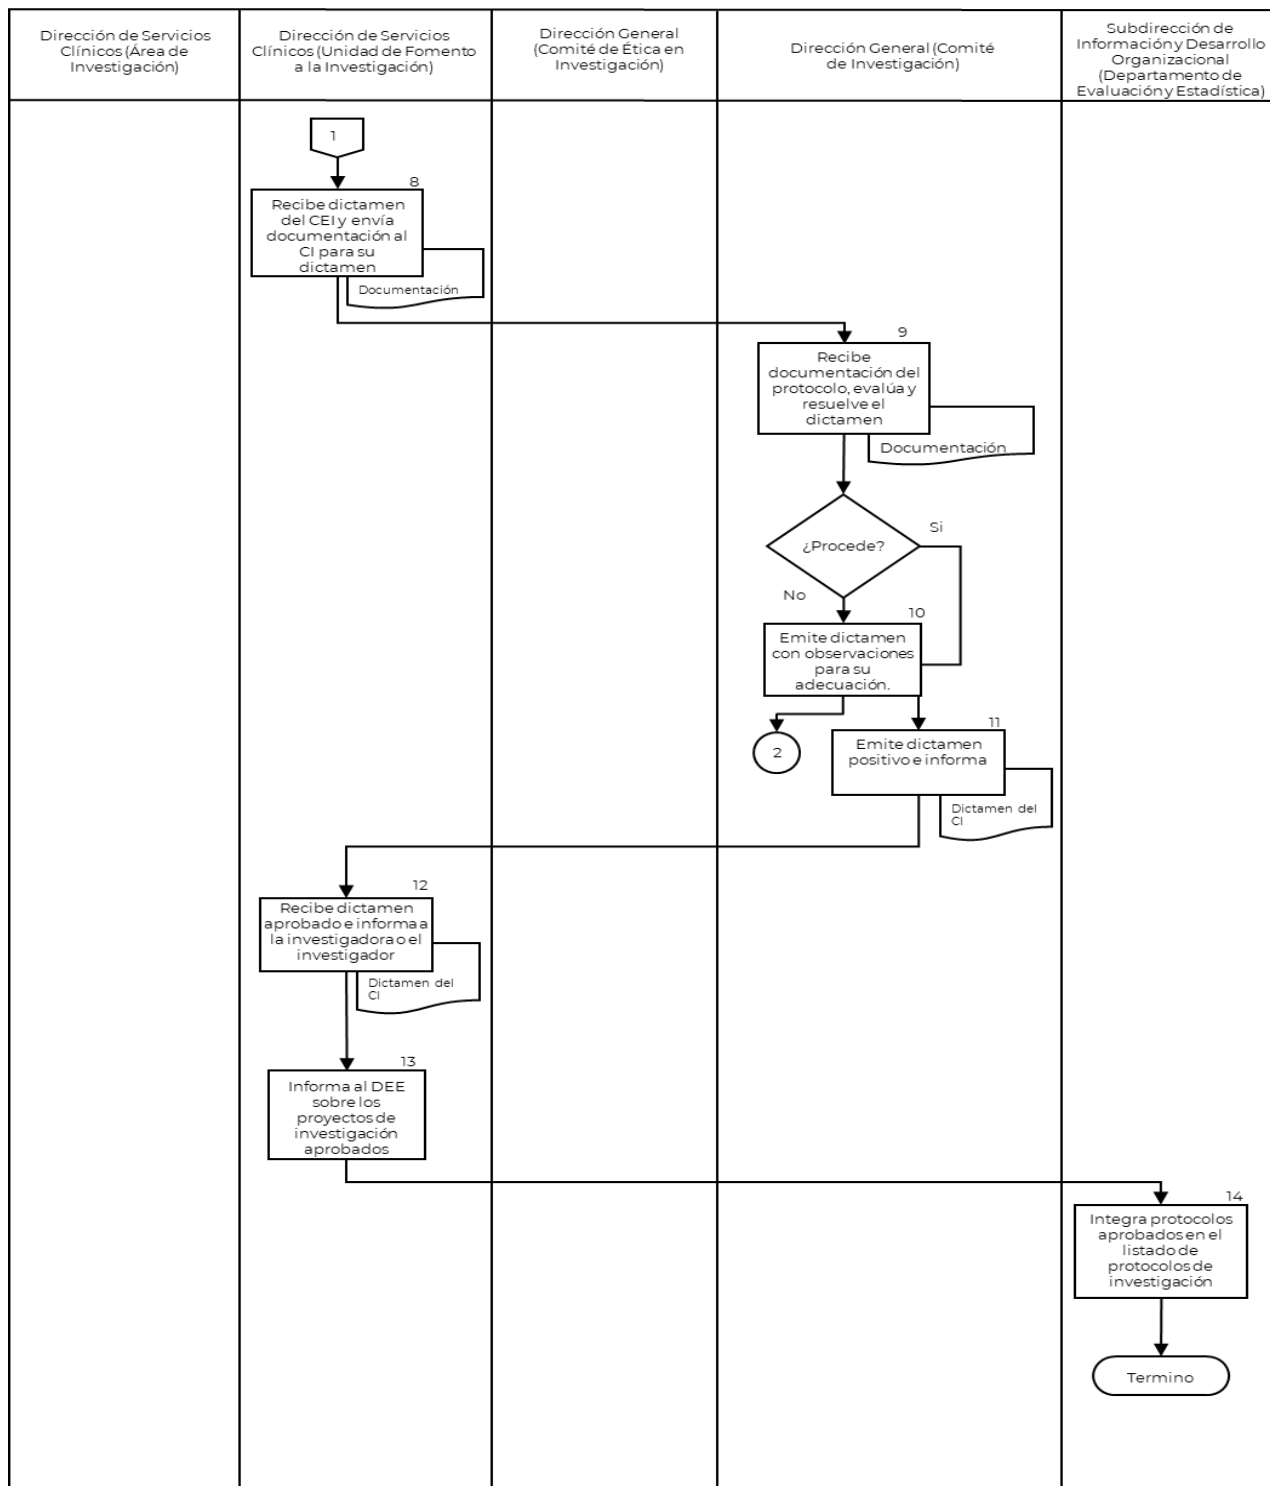 Dirección de Servicios
Clínicos (Área de
Investigación)
Dirección de Servicios
Clínicos (Unidad de Fomento
a la Investigación)
Dirección General
(Comité de Ética en
Investigación)
Dirección General (Comité
de Investigación)
Subdirección de
Información y Desarrollo
Organizacional
(Departamento de
Evaluación y Estadística)
1
8
Recibe dictamen
del CEI y envía
documentación al
CI para su
dictamen
Documentación
9
Recibe
documentación del
protocolo, evalúa y
resuelve el
dictamen
Documentación
¿Procede?
Si
No
10
Emite dictamen
con observaciones
para su
adecuación.
2
11
Emite dictamen
positivo e informa
Dictamen del
CI
12
Recibe dictamen
aprobado e informa a
la investigadora o el
investigador
Dictamen del
CI
13
Informa al DEE
sobre los
proyectos de
investigación
aprobados
14
Integra protocolos
aprobados en el
listado de
protocolos de
investigación
Termino